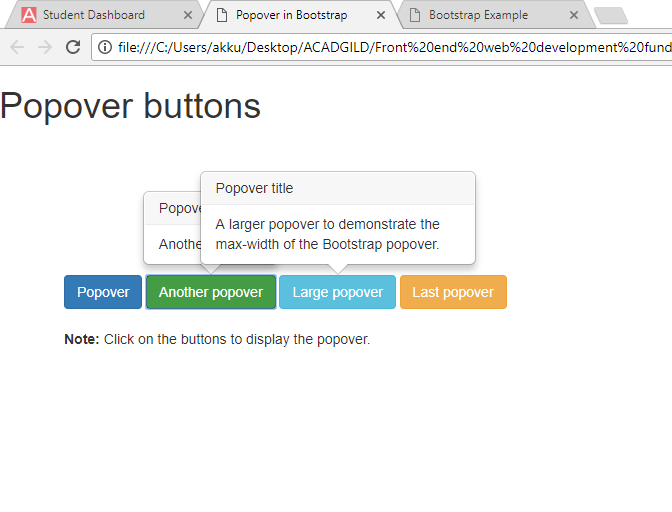 Student Dashboard
Popover in Bootstrap
Bootstrap Example
file:///C:/Users/akku/Desktop/ACADGILD/Front%20end%20web%20development%20fund
Popover buttons
Popover title
A larger popover to demonstrate the
max-width of the Bootstrap popover.
Popove
Anothe
Popover
Another popover
Large popover
Last popover
Note: Click on the buttons to display the popover.